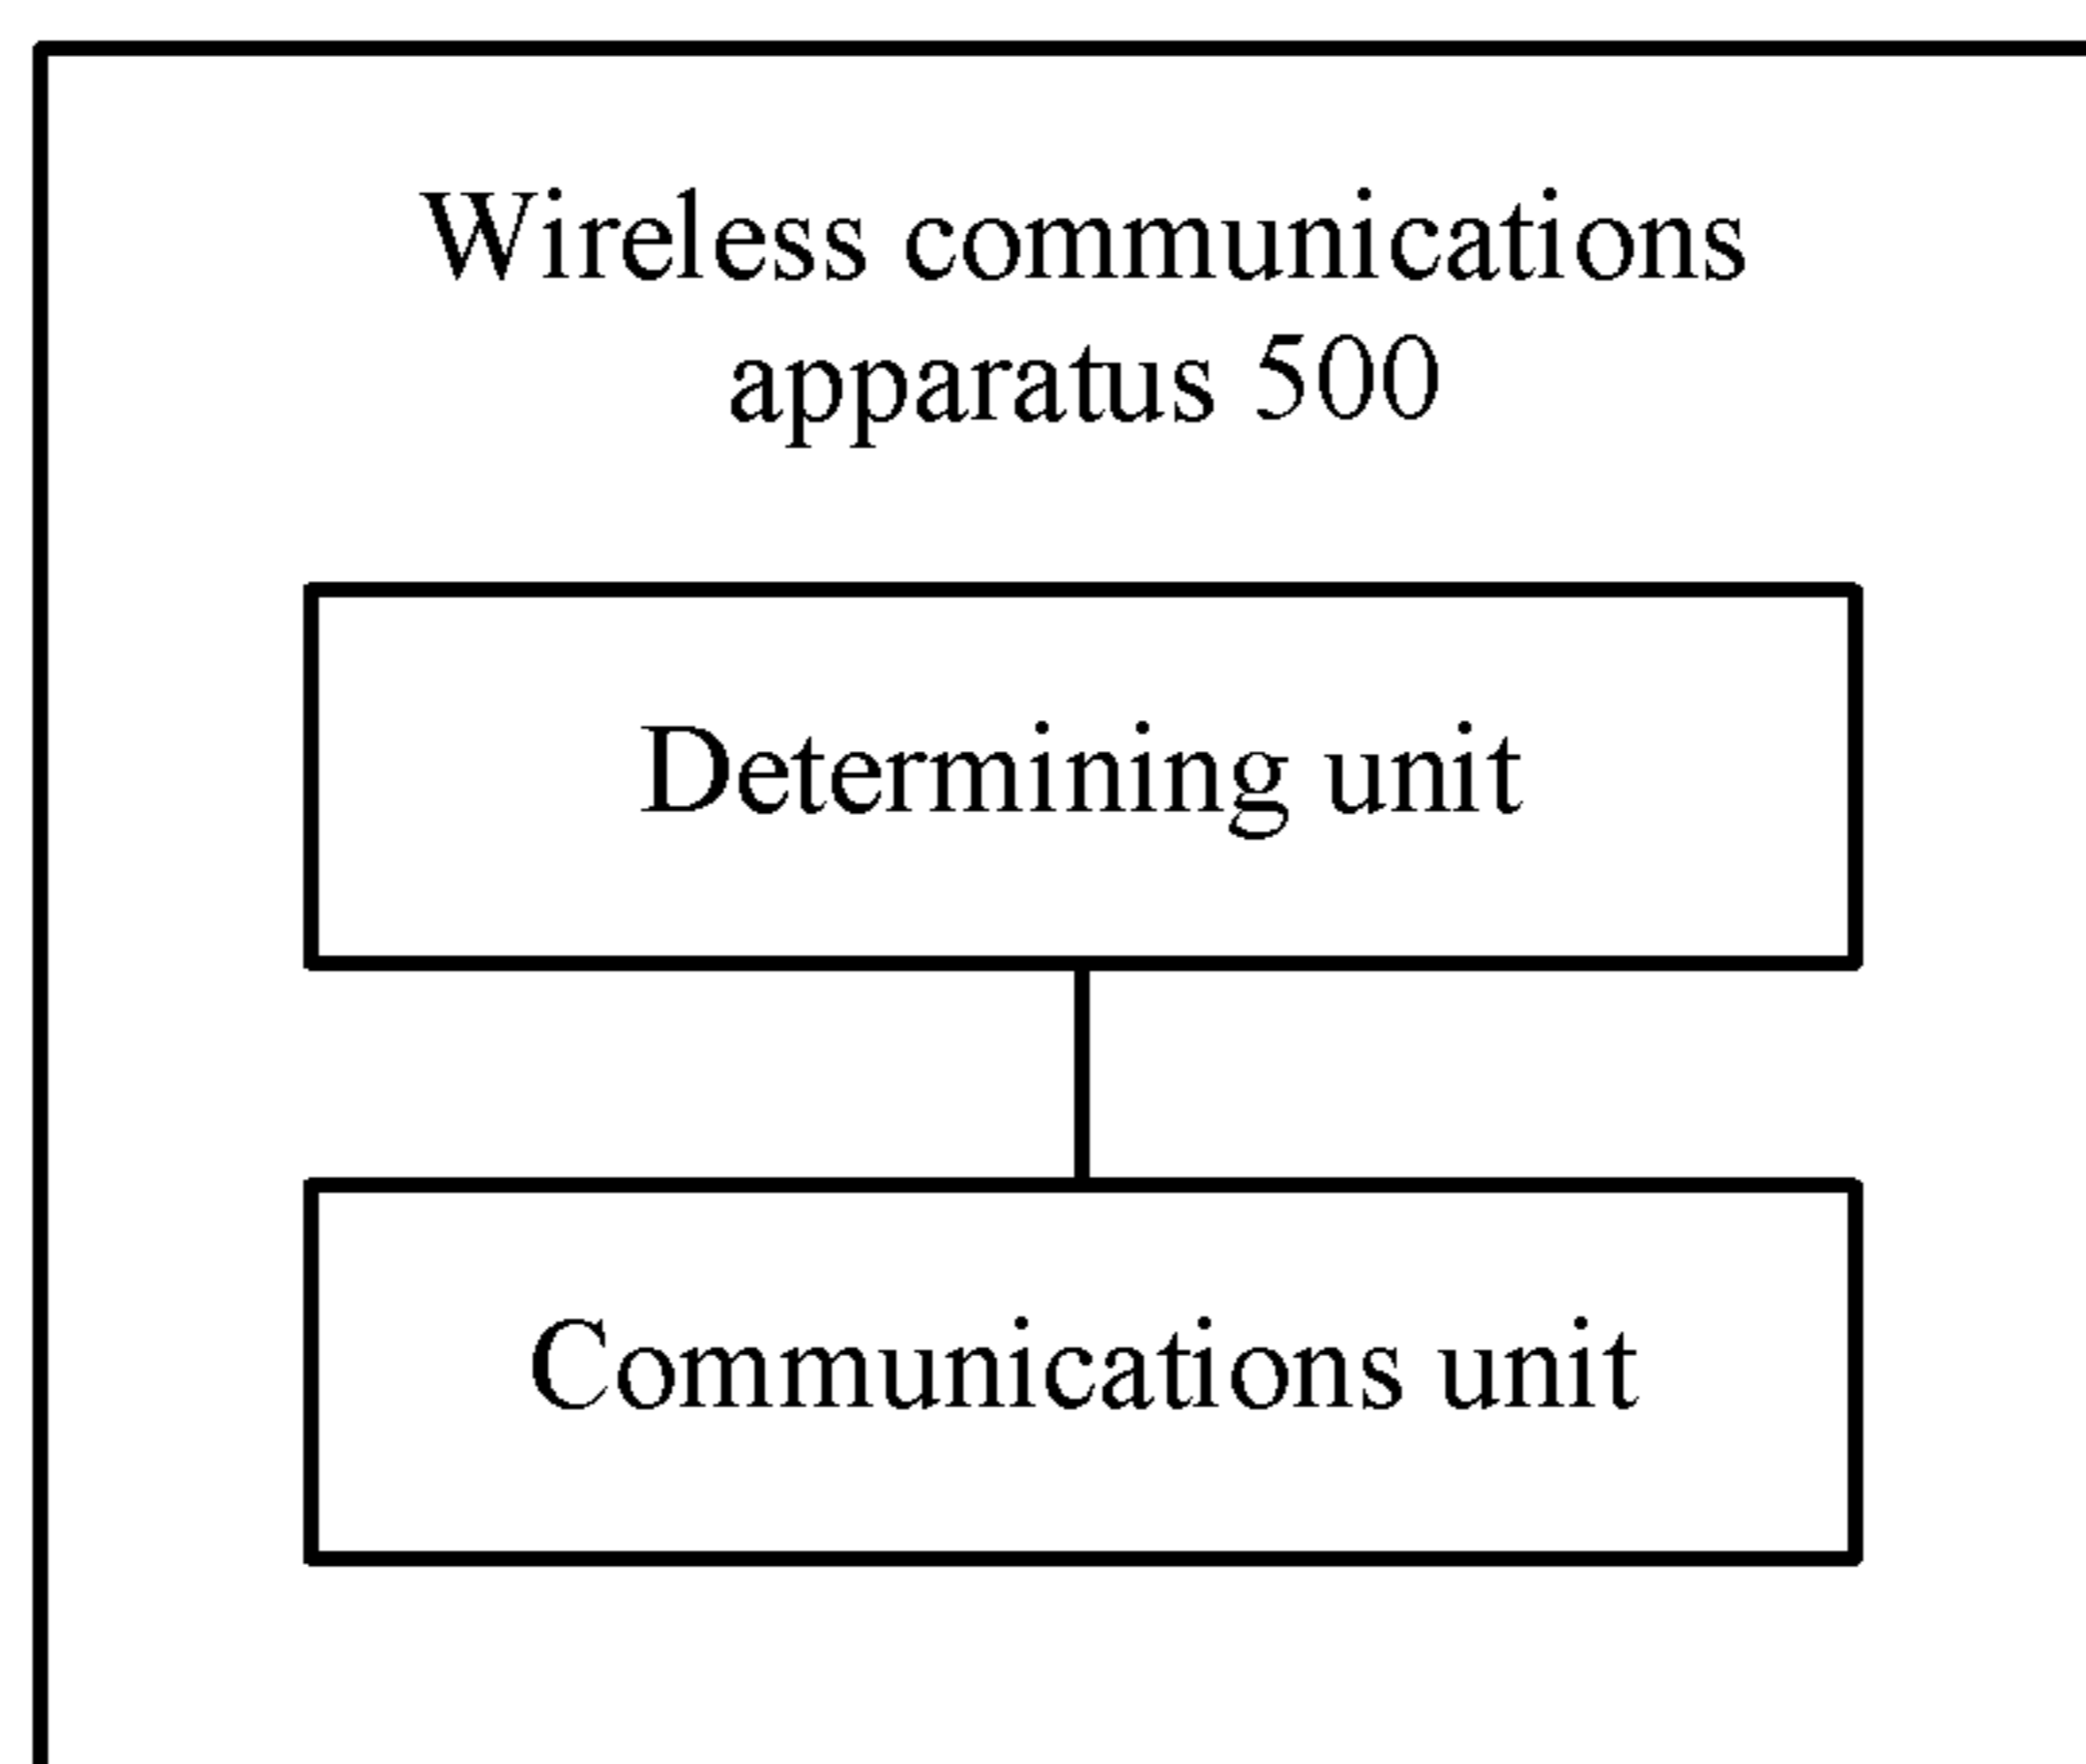 Wireless communications
apparatus 500
Determining unit
Communications unit